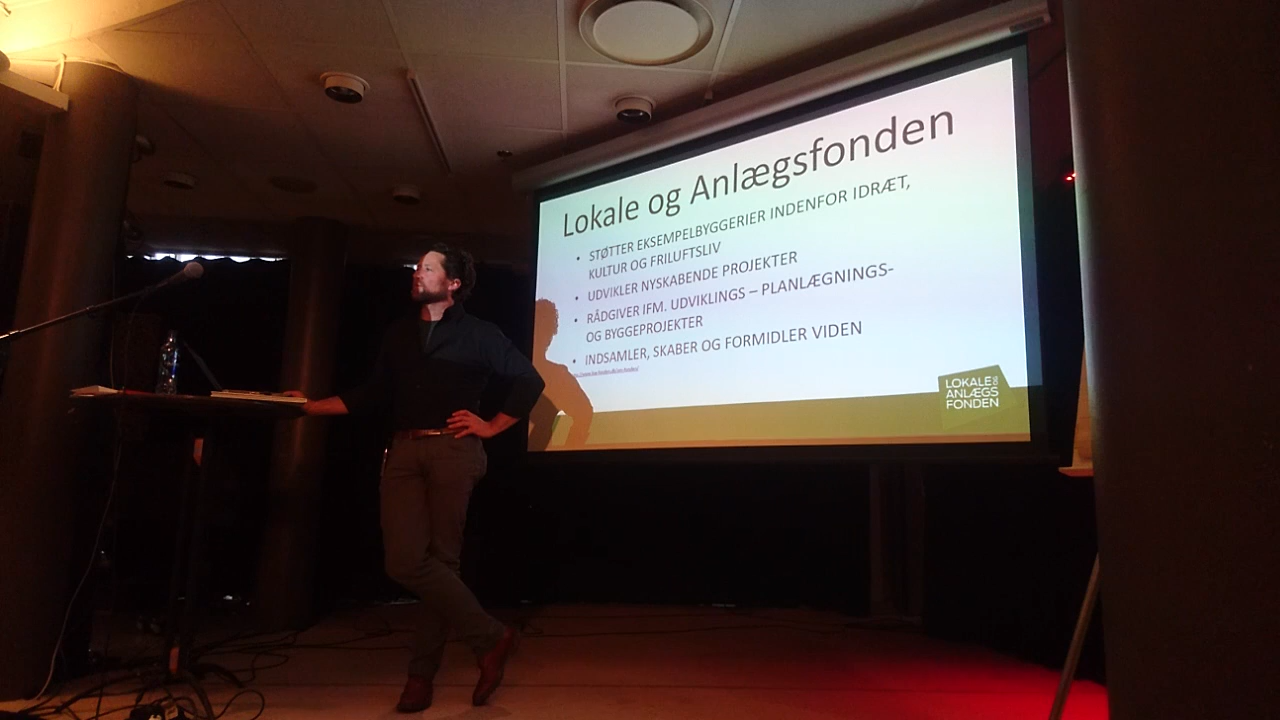 Lokale og Anlægsfonden
• STØTTER EKSEMPELBYGGERIER INDENFOR IDRÆT,
KULTUR OG FRILUFTSLIV
• UDVIKLER NYSKABENDE PROJEKTER
• RÅDGIVER IFM. UDVIKLINGS – PLANLÆGNINGS-
OG BYGGEPROJEKTER
• INDSAMLER, SKABER OG FORMIDLER VIDEN
LOKALE OG
ANLÆGS
FONDEN